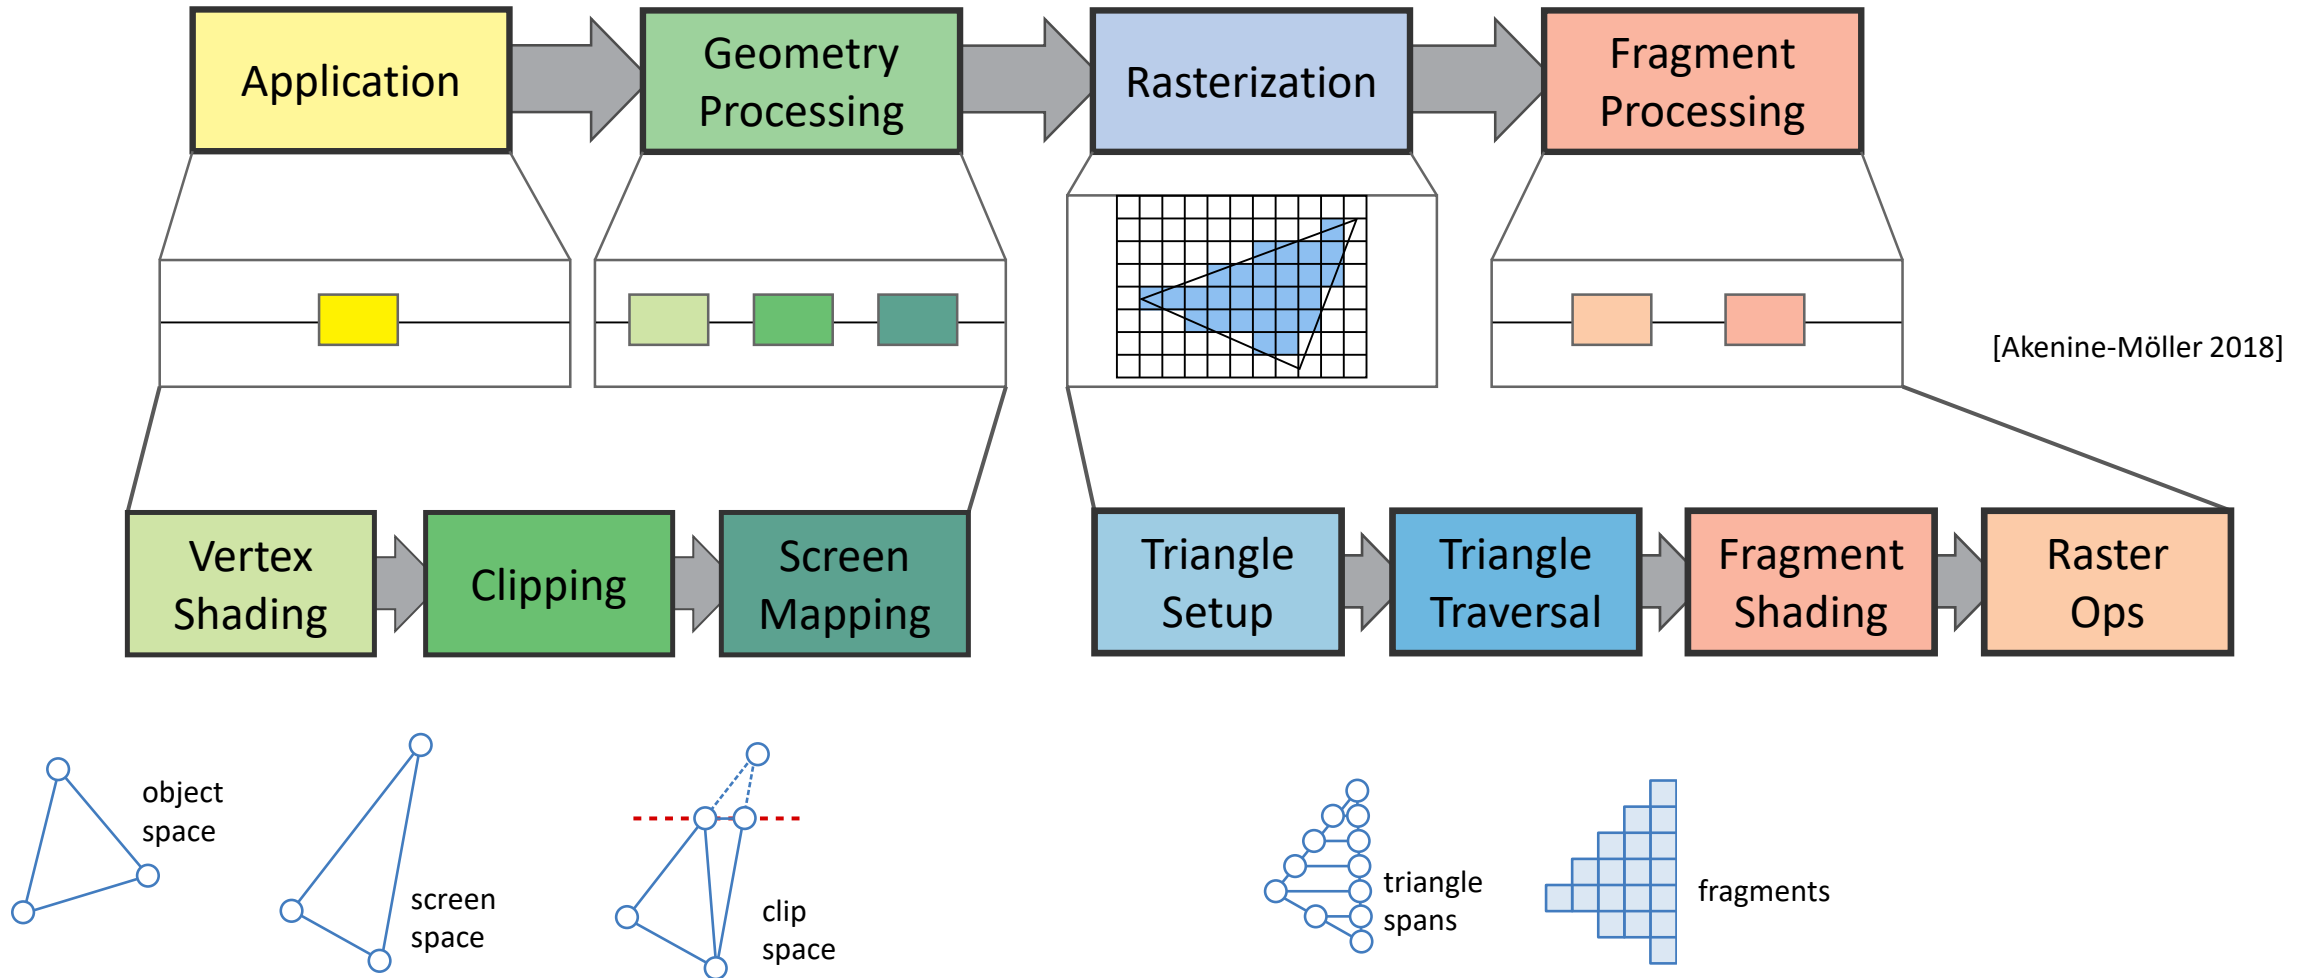 Application
Geometry
Processing
Rasterization
Fragment
Processing
[Akenine-Möller 2018]
Vertex
Shading
Clipping
Screen
Mapping
Triangle
Setup
Triangle
Traversal
Fragment
Shading
Raster
Ops
object
space
screen
space
clip
space
triangle
spans
fragments